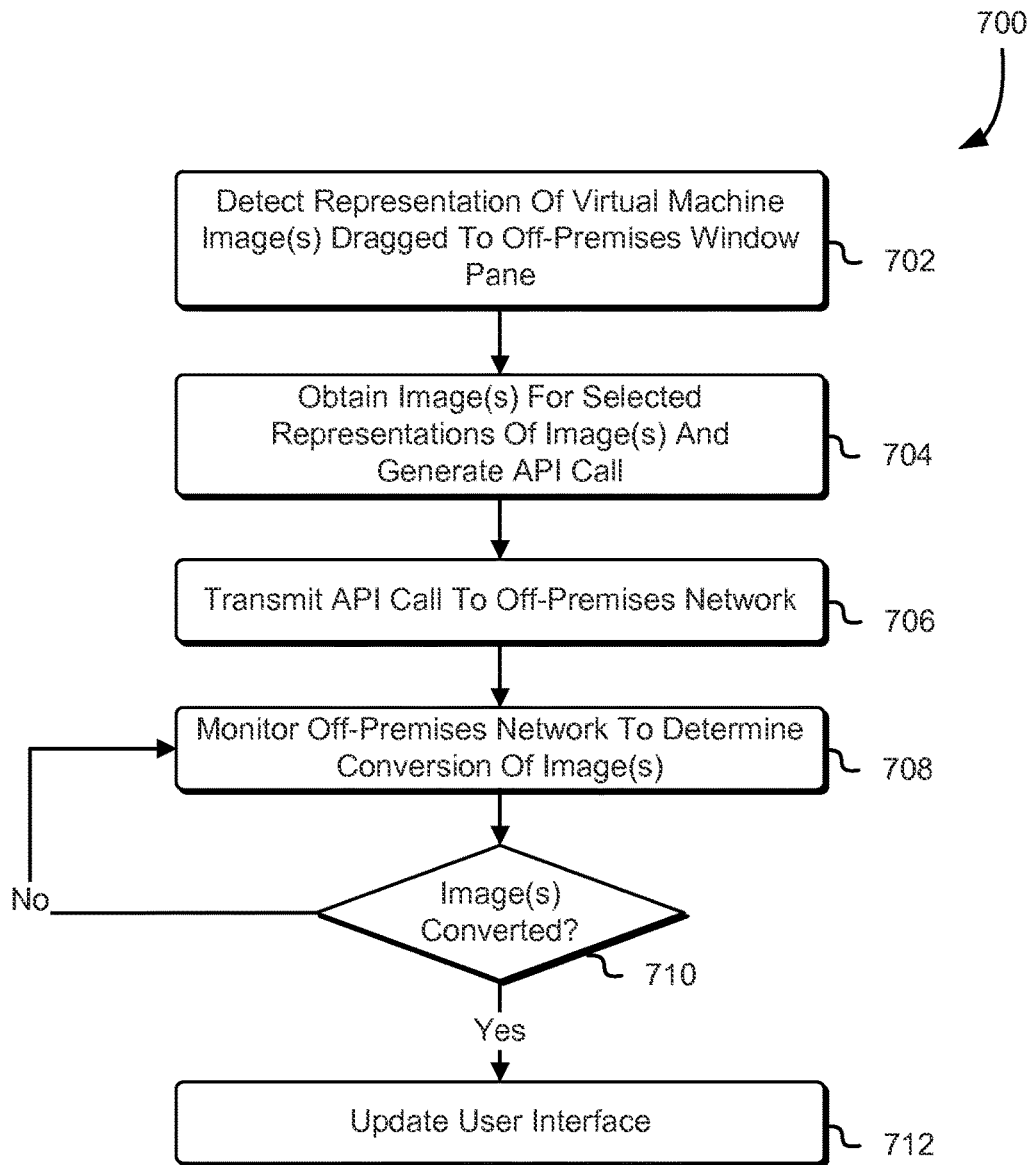 700
Detect Representation Of Virtual Machine
Image(s) Dragged To Off-Premises Window
Pane
702
Obtain Image(s) For Selected
Representations Of Image(s) And
Generate API Call
704
Transmit API Call To Off-Premises Network
706
Monitor Off-Premises Network To Determine
Conversion Of Image(s)
708
No
Image(s)
Converted?
710
Yes
Update User Interface
712